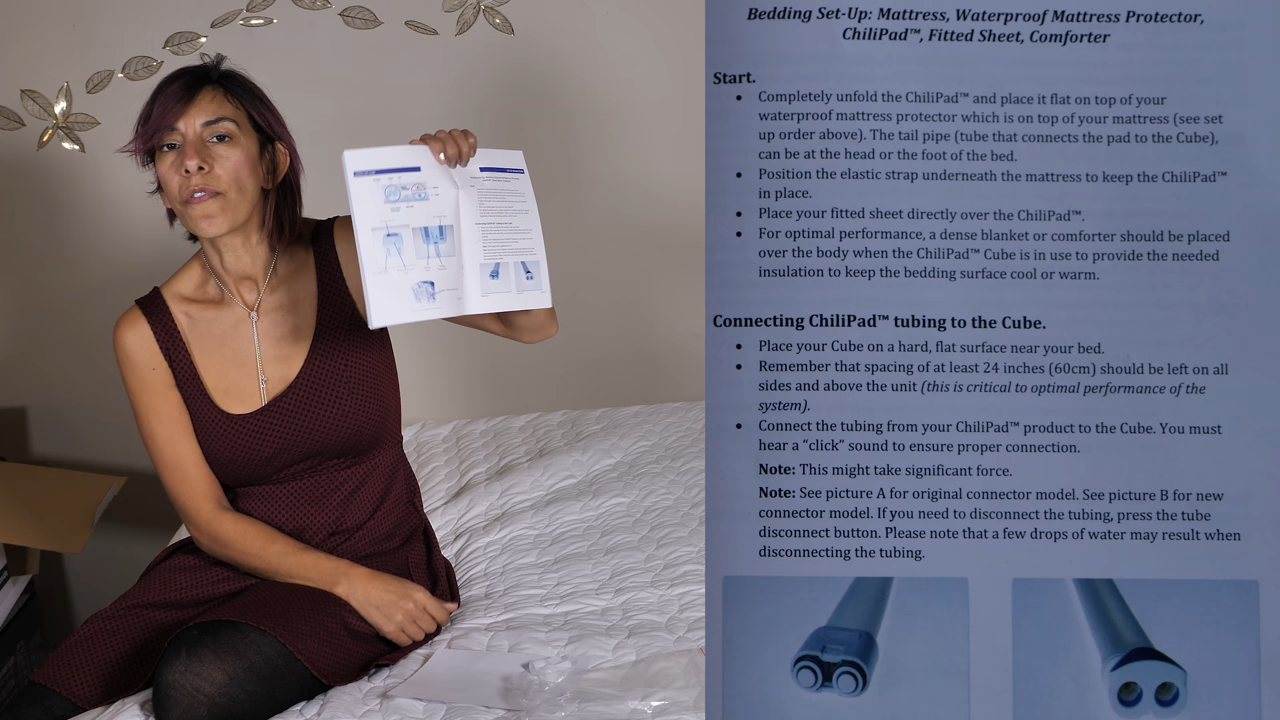 Bedding Set-Up: Mattress, Waterproof Mattress Protector,
ChiliPad™, Fitted Sheet, Comforter
Start.
• Completely unfold the ChiliPad™ and place it flat on top of your
waterproof mattress protector which is on top of your mattress (see set
up order above). The tail pipe (tube that connects the pad to the Cube),
can be at the head or the foot of the bed.
• Position the elastic strap underneath the mattress to keep the ChiliPad™
in place.
• Place your fitted sheet directly over the ChiliPad™.
• For optimal performance, a dense blanket or comforter should be placed
over the body when the ChiliPad™ Cube is in use to provide the needed
insulation to keep the bedding surface cool or warm.
Connecting ChiliPad™ tubing to the Cube.
• Place your Cube on a hard, flat surface near your bed.
• Remember that spacing of at least 24 inches (60cm) should be left on all
sides and above the unit (this is critical to optimal performance of the
system).
• Connect the tubing from your ChiliPad™ product to the Cube. You must
hear a “click” sound to ensure proper connection.
Note: This might take significant force.
Note: See picture A for original connector model. See picture B for new
connector model. If you need to disconnect the tubing, press the tube
disconnect button. Please note that a few drops of water may result when
disconnecting the tubing.